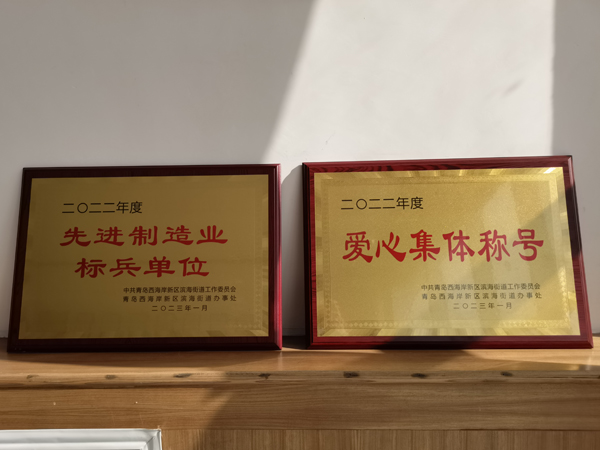 二〇二二年度
先进制造业
标兵单位
中共青岛西海岸新区滨海街道工作委员会
青岛西海岸新区滨海街道办事处
二〇二三年一月
二〇二二年度
爱心集体称号
中共青岛西海岸新区滨海街道工作委员会
青岛西海岸新区滨海街道办事处
二〇二三年一月